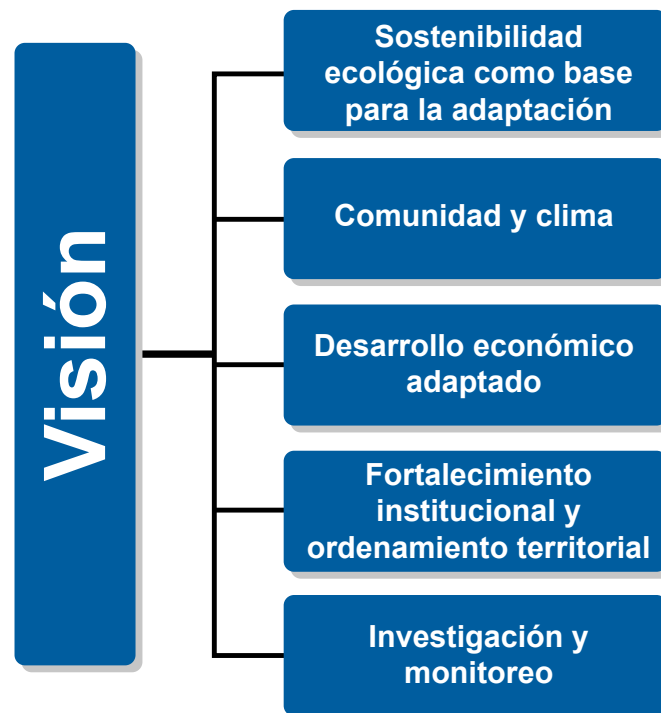 Visión
Sostenibilidad
ecológica como base
para la adaptación
Comunidad y clima
Desarrollo económico
adaptado
Fortalecimiento
institucional y
ordenamiento territorial
Investigación y
monitoreo